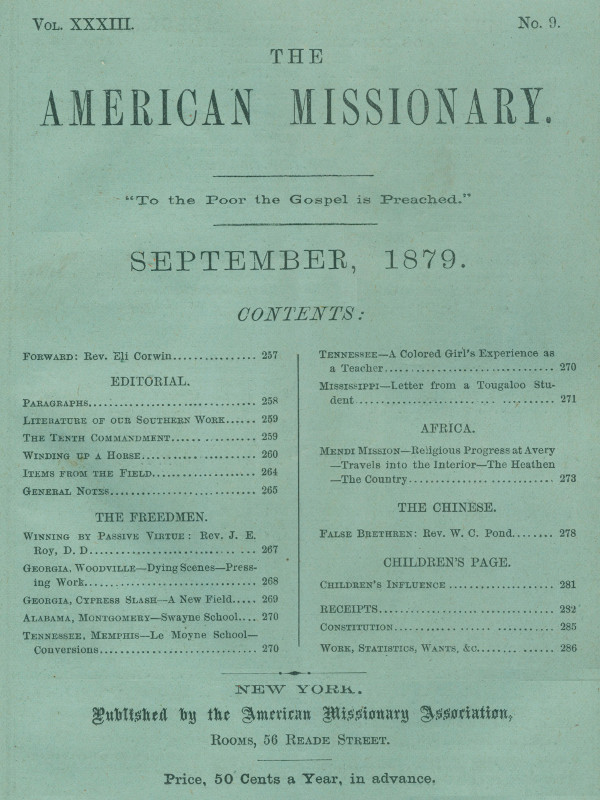 VOL. XXXIII.
No. 9.
THE
AMERICAN MISSIONARY.
"To the Poor the Gospel is Preached."
SEPTEMBER, 1879.
CONTENTS:
FORWARD: Rev. Eli Corwin............... 257
EDITORIAL.
PARAGRAPHS............................ 258
LITERATURE OF OUR SOUTHERN WORK...... 259
THE TENTH COMMANDMENT................ 259
WINDING UP A HORSE.................... 260
ITEMS FROM THE FIELD................... 264
GENERAL NOTES......................... 265
THE FREEDMEN.
WINNING BY PASSIVE VIRTUE: Rev. J. E.
Roy, D. D............................ 267
GEORGIA, WOODVILLE—Dying Scenes—Press-
ing Work............................ 268
GEORGIA, CYPRESS SLASH—A New Field..... 269
ALABAMA, MONTGOMERY—Swayne School.... 270
TENNESSEE, MEMPHIS—Le Moyne School—
Conversions.......................... 270
TENNESSEE—A Colored Girl's Experience as
a Teacher............................ 270
MISSISSIPPI—Letter from a Tougaloo Stu-
dent ................................ 271
AFRICA.
MENDI MISSION—Religious Progress at Avery
—Travels into the Interior—The Heathen
—The Country........................ 273
THE CHINESE.
FALSE BRETHREN: Rev. W. C. Pond........ 278
CHILDREN'S PAGE.
CHILDREN'S INFLUENCE .................. 281
RECEIPTS............................... 282
CONSTITUTION........................... 285
WORK, STATISTICS, WANTS, &c............ 286
NEW YORK.
Published by the American Missionary Association,
ROOMS, 56 READE STREET.
Price, 50 Cents a Year, in advance.